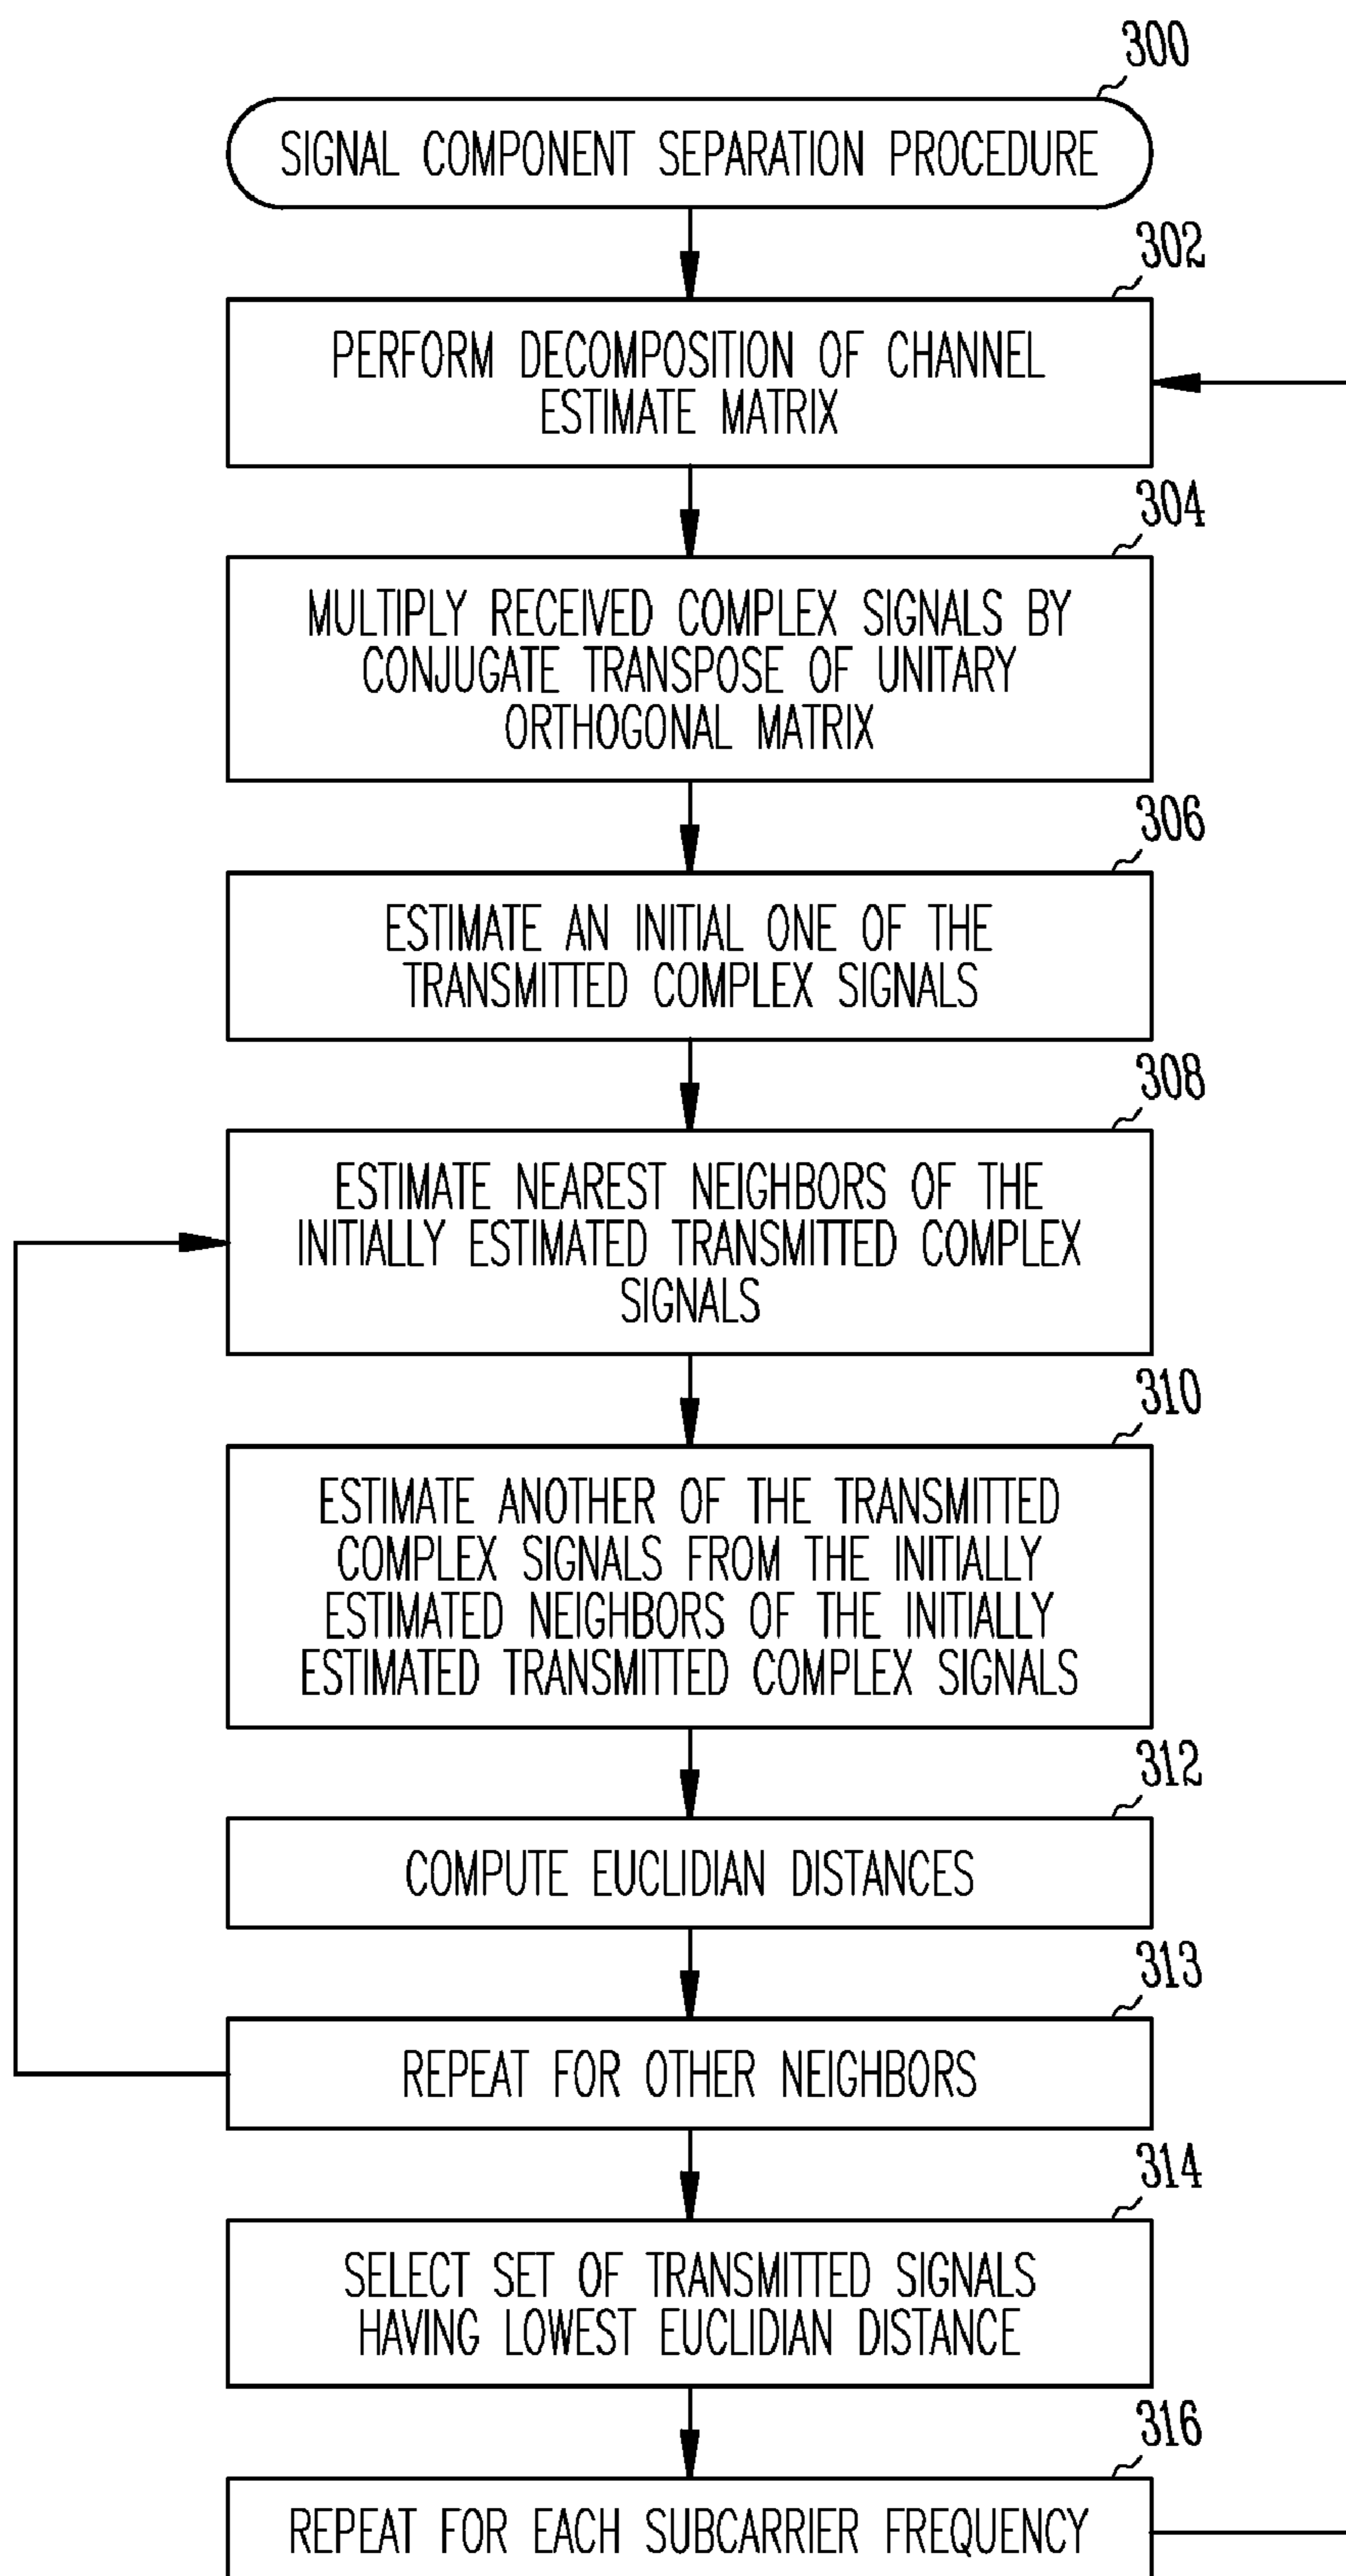 300
SIGNAL COMPONENT SEPARATION PROCEDURE
302
PERFORM DECOMPOSITION OF CHANNEL
ESTIMATE MATRIX
304
MULTIPLY RECEIVED COMPLEX SIGNALS BY
CONJUGATE TRANSPOSE OF UNITARY
ORTHOGONAL MATRIX
306
ESTIMATE AN INITIAL ONE OF THE
TRANSMITTED COMPLEX SIGNALS
308
ESTIMATE NEAREST NEIGHBORS OF THE
INITIALLY ESTIMATED TRANSMITTED COMPLEX
SIGNALS
310
ESTIMATE ANOTHER OF THE TRANSMITTED
COMPLEX SIGNALS FROM THE INITIALLY
ESTIMATED NEIGHBORS OF THE INITIALLY
ESTIMATED TRANSMITTED COMPLEX SIGNALS
312
COMPUTE EUCLIDIAN DISTANCES
313
REPEAT FOR OTHER NEIGHBORS
314
SELECT SET OF TRANSMITTED SIGNALS
HAVING LOWEST EUCLIDIAN DISTANCE
316
REPEAT FOR EACH SUBCARRIER FREQUENCY